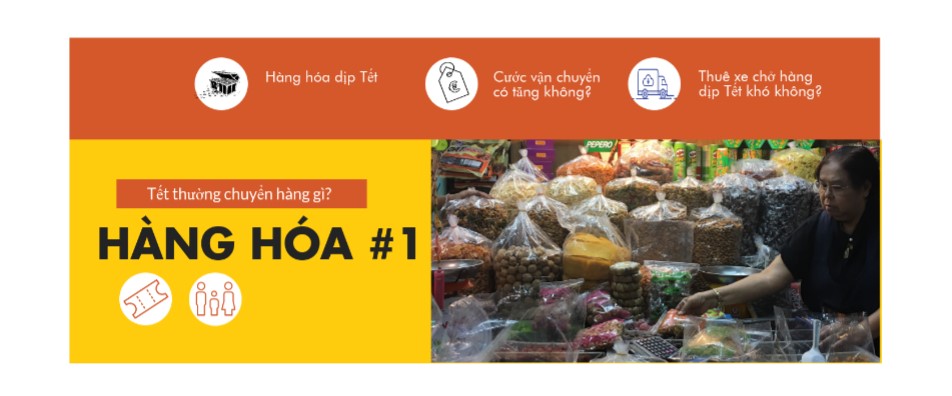 Hàng hóa dịp Tết
Cước vận chuyển
có tăng không?
Thuê xe chở hàng
dịp Tết khó không?
Tết thưởng chuyển hàng gì?
HÀNG HÓA #1
PEPERO